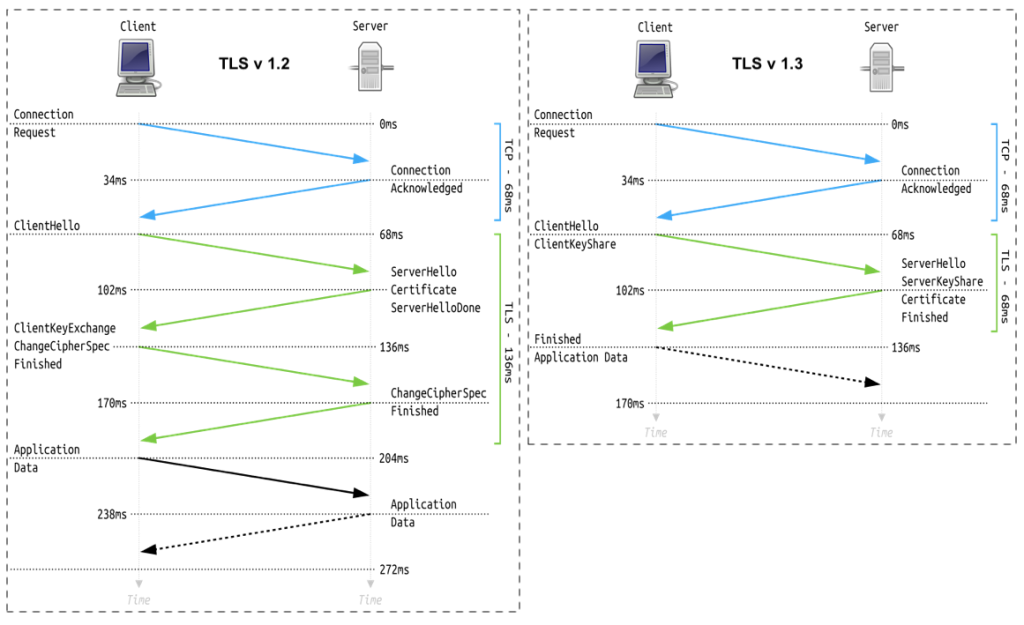 Client
Server
TLS v 1.2
Connection
Request
0ms
Connection
Acknowledged
34ms
TCP - 68ms
ClientHello
68ms
ServerHello
Certificate
ServerHelloDone
102ms
ClientKeyExchange
ChangeCipherSpec
Finished
136ms
TLS - 136ms
ChangeCipherSpec
Finished
170ms
Application
Data
204ms
Application
Data
238ms
272ms
Time
Time
Client
Server
TLS v 1.3
Connection
Request
0ms
Connection
Acknowledged
34ms
TCP - 68ms
ClientHello
ClientKeyShare
68ms
ServerHello
ServerKeyShare
Certificate
Finished
102ms
TLS - 68ms
Finished
Application Data
136ms
170ms
Time
Time